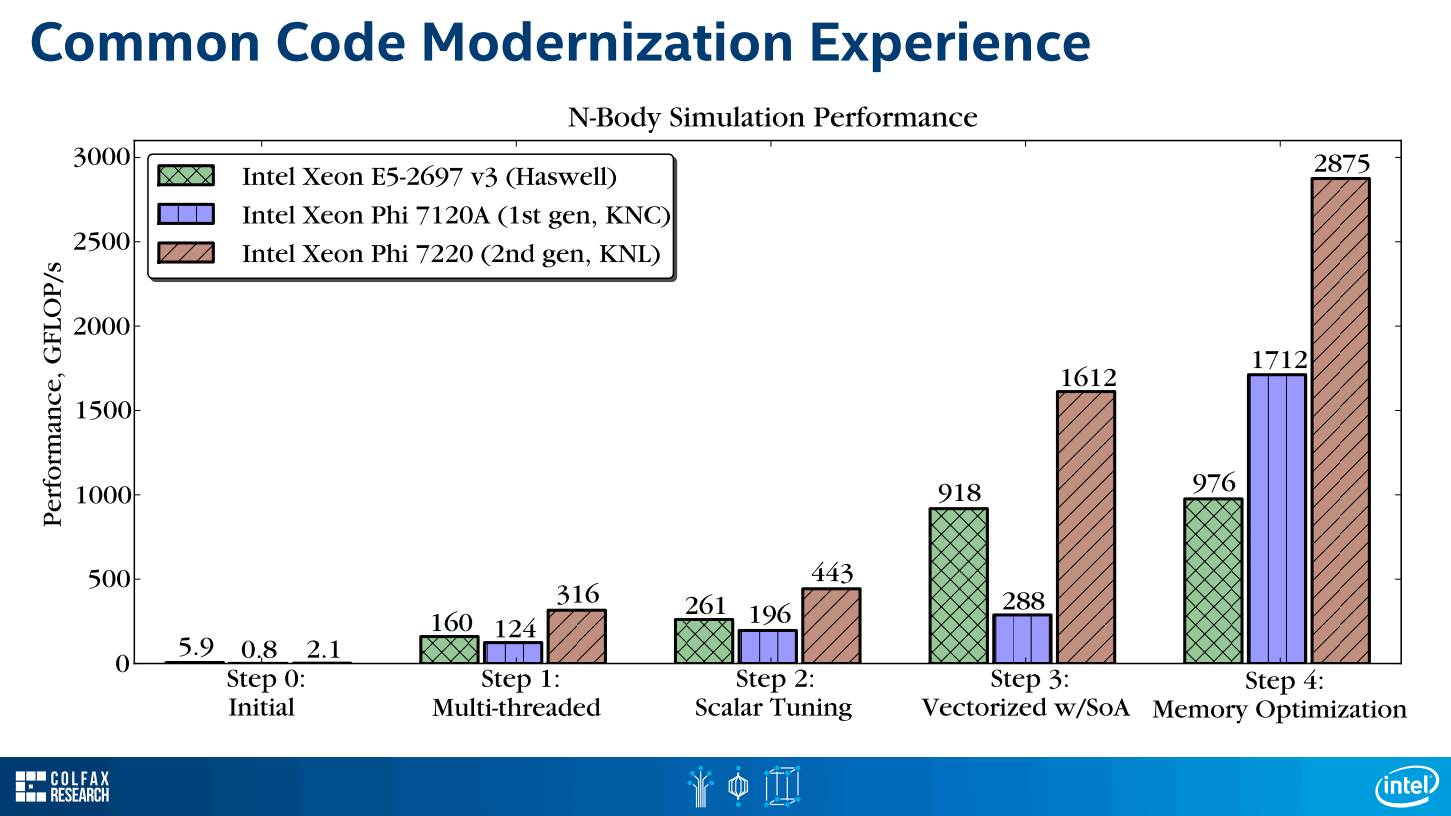 Common Code Modernization Experience
N-Body Simulation Performance
Performance, GFLOP/s
3000
2500
2000
1500
1000
500
0
Intel Xeon E5-2697 v3 (Haswell)
Intel Xeon Phi 7120A (1st gen, KNC)
Intel Xeon Phi 7220 (2nd gen, KNL)
5.9 0.8 2.1
160 124 316
261 196 443
918 288 1612
976 1712 2875
Step 0:
Initial
Step 1:
Multi-threaded
Step 2:
Scalar Tuning
Step 3:
Vectorized w/SoA
Step 4:
Memory Optimization
COLFAX
RESEARCH
intel